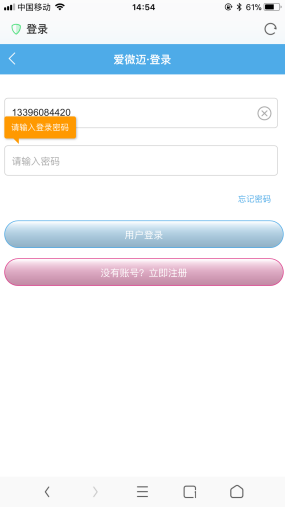 中国移动 14:54 61%
登录
爱微迈·登录
13396084420
请输入登录密码
请输入密码
忘记密码
用户登录
没有账号？立即注册